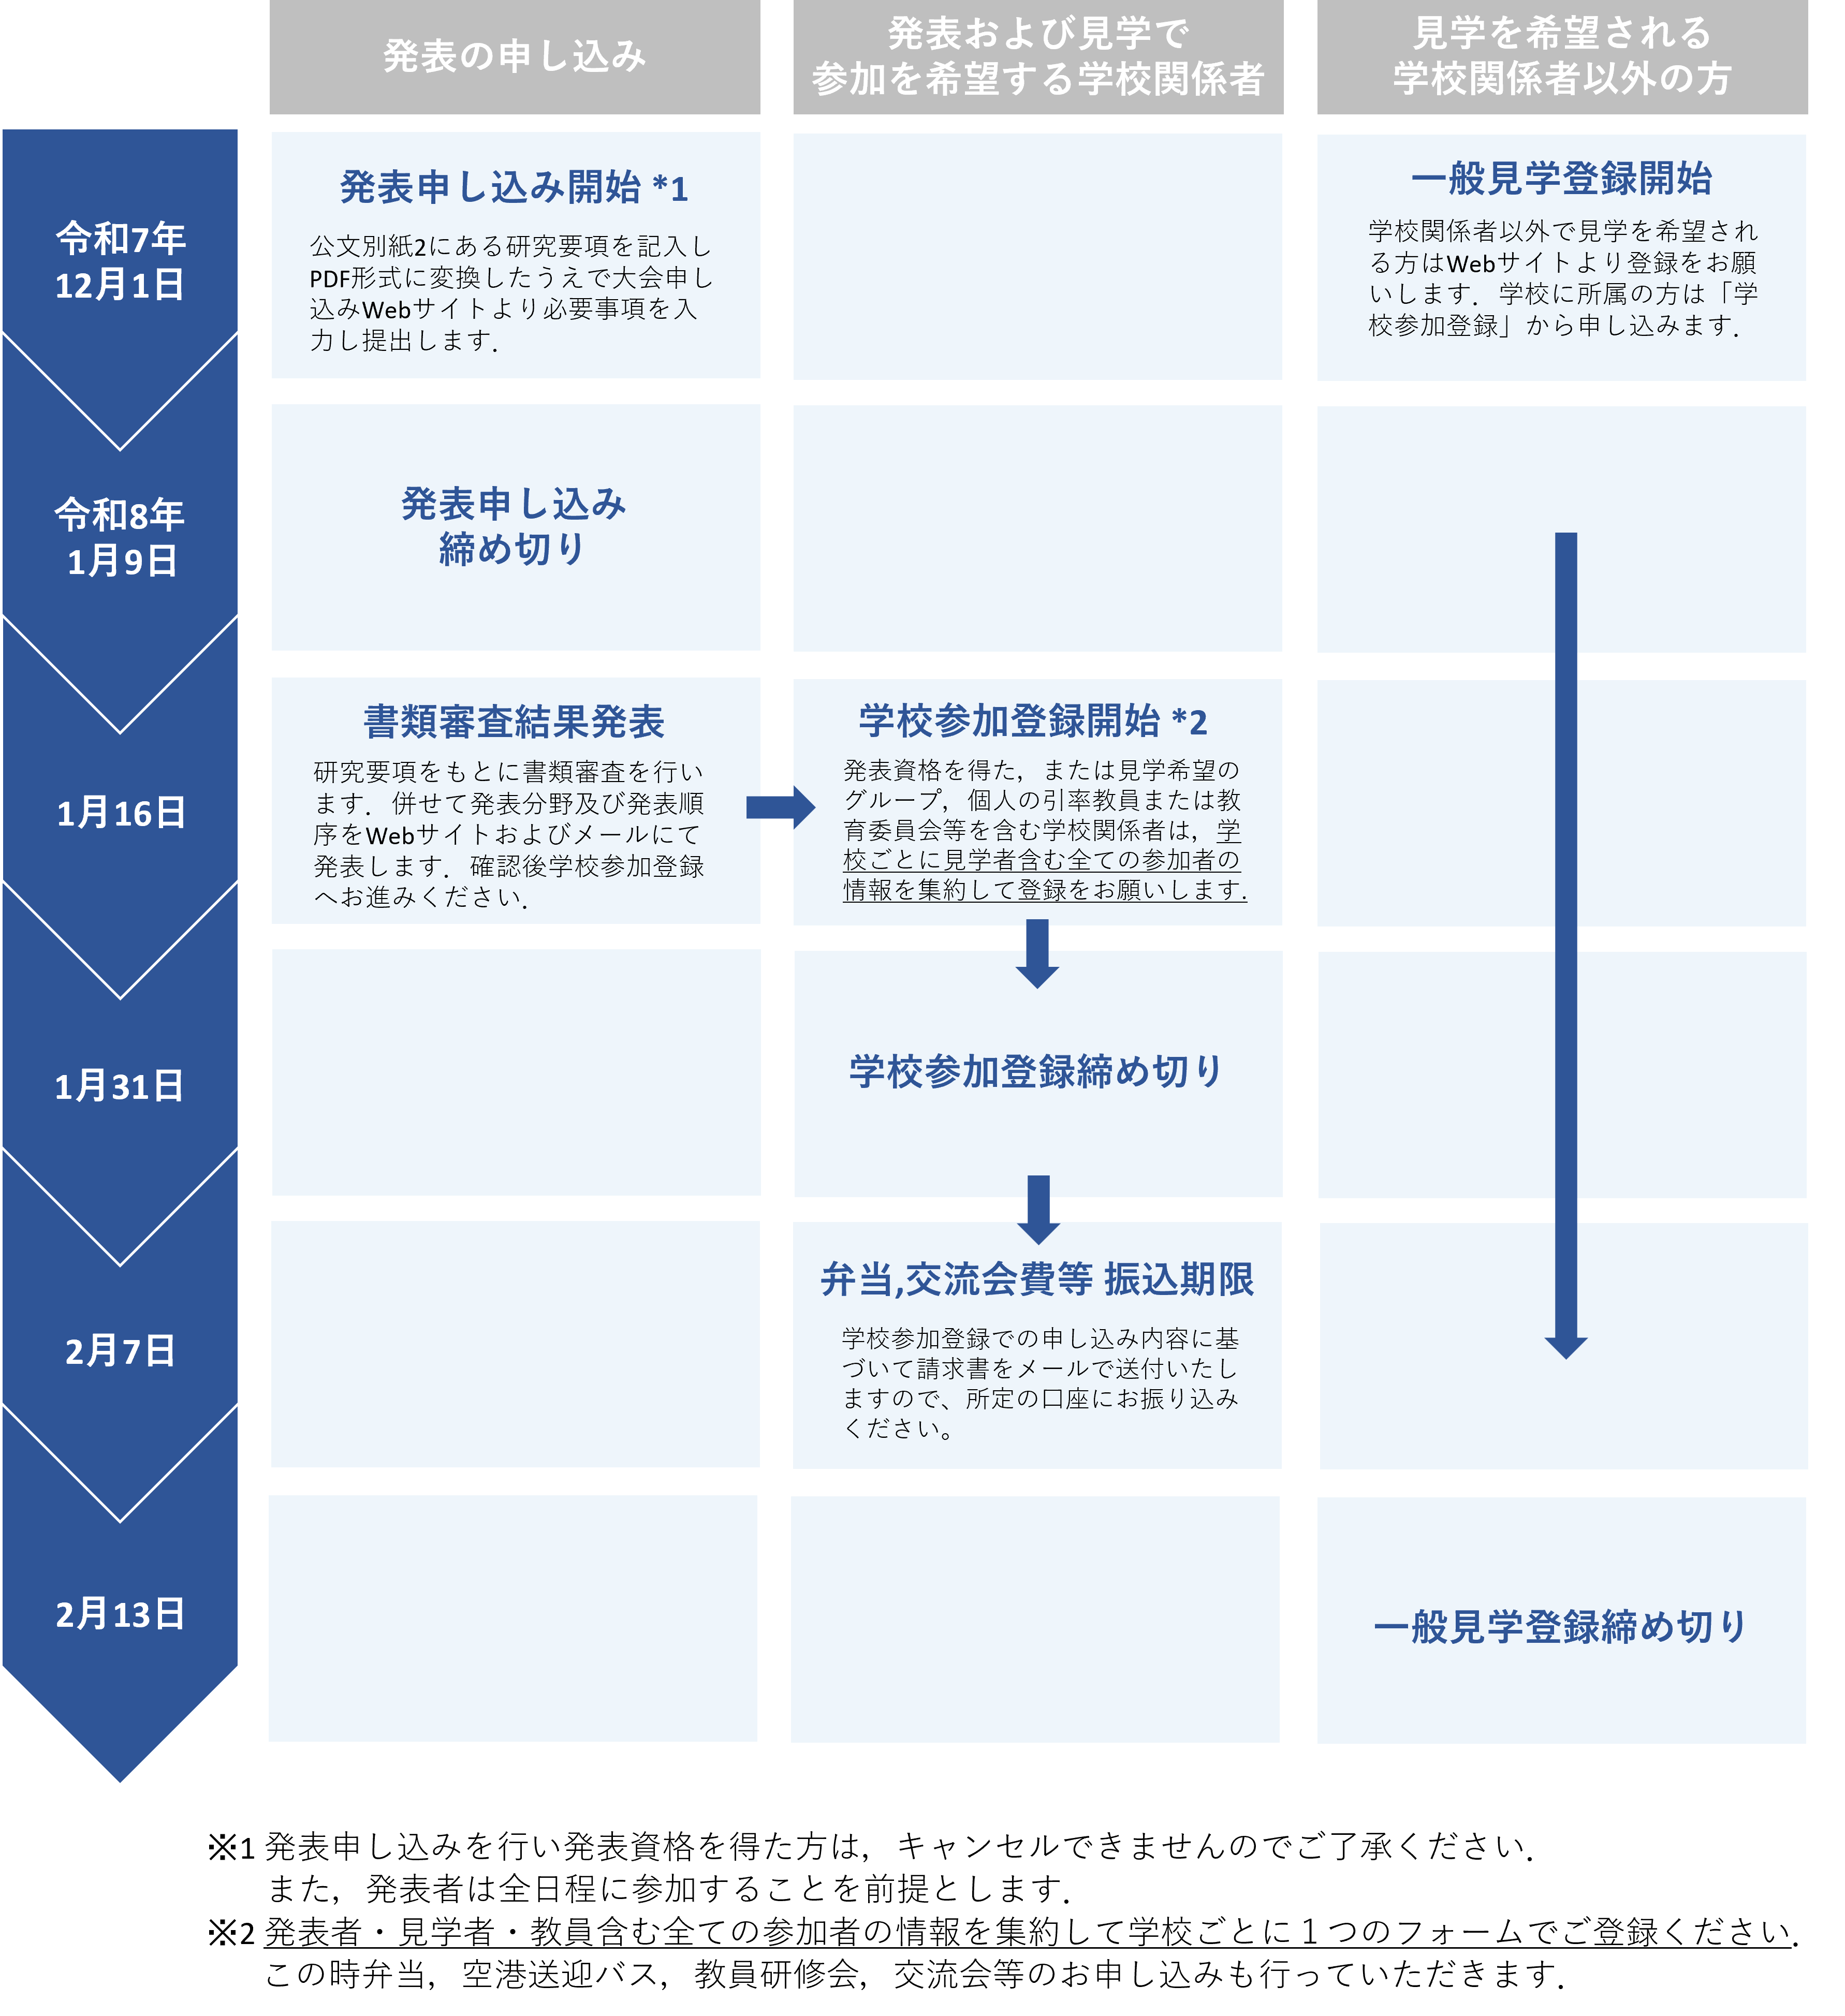 発表の申し込み
発表および見学で
参加を希望する学校関係者
見学を希望される
学校関係者以外の方
令和7年
12月1日
発表申し込み開始 *1
公文別紙2にある研究要項を記入し
PDF形式に変換したうえで大会申し
込みWebサイトより必要事項を入
力し提出します．
一般見学登録開始
学校関係者以外で見学を希望され
る方はWebサイトより登録をお願
いします．学校に所属の方は「学
校参加登録」から申し込みます．
令和8年
1月9日
発表申し込み
締め切り
1月16日
書類審査結果発表
研究要項をもとに書類審査を行い
ます．併せて発表分野及び発表順
序をWebサイトおよびメールにて
発表します．確認後学校参加登録
へお進みください．
学校参加登録開始 *2
発表資格を得た，または見学希望の
グループ，個人の引率教員または教
育委員会等を含む学校関係者は，学
校ごとに見学者含む全ての参加者の
情報を集約して登録をお願いします．
1月31日
学校参加登録締め切り
2月7日
弁当,交流会費等 振込期限
学校参加登録での申し込み内容に基
づいて請求書をメールで送付いたし
ますので、所定の口座にお振り込み
ください。
2月13日
一般見学登録締め切り
※1 発表申し込みを行い発表資格を得た方は，キャンセルできませんのでご了承ください．
また，発表者は全日程に参加することを前提とします．
※2 発表者・見学者・教員含む全ての参加者の情報を集約して学校ごとに１つのフォームでご登録ください．
この時弁当，空港送迎バス，教員研修会，交流会等のお申し込みも行っていただきます．